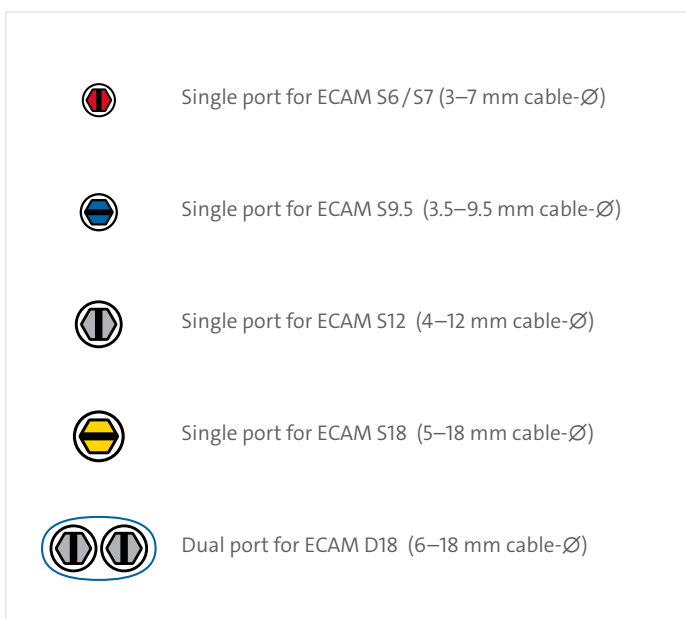 Single port for ECAM S6/S7 (3–7 mm cable-Ø)
Single port for ECAM S9.5 (3.5–9.5 mm cable-Ø)
Single port for ECAM S12 (4–12 mm cable-Ø)
Single port for ECAM S18 (5–18 mm cable-Ø)
Dual port for ECAM D18 (6–18 mm cable-Ø)